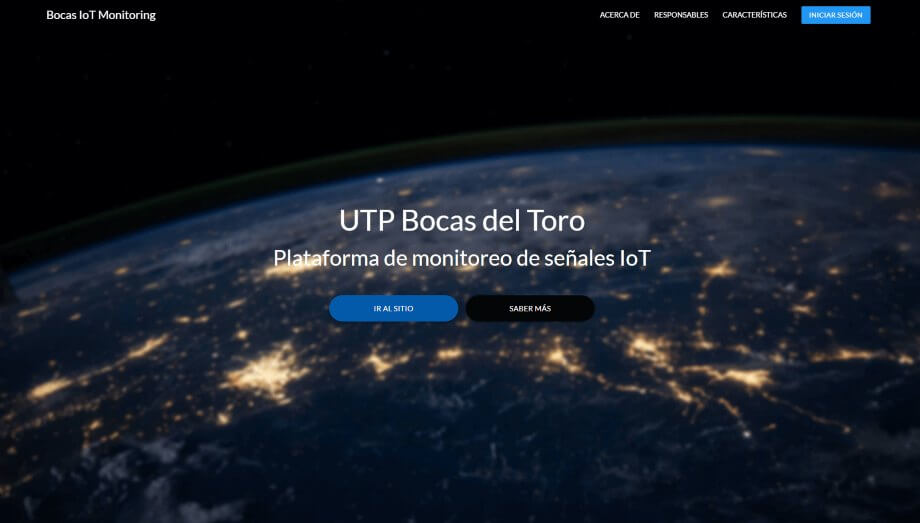 Bocas IoT Monitoring
ACERCA DE RESPONSABLES CARACTERÍSTICAS INICIAR SESIÓN
UTP Bocas del Toro
Plataforma de monitoreo de señales IoT
IR AL SITIO SABER MÁS